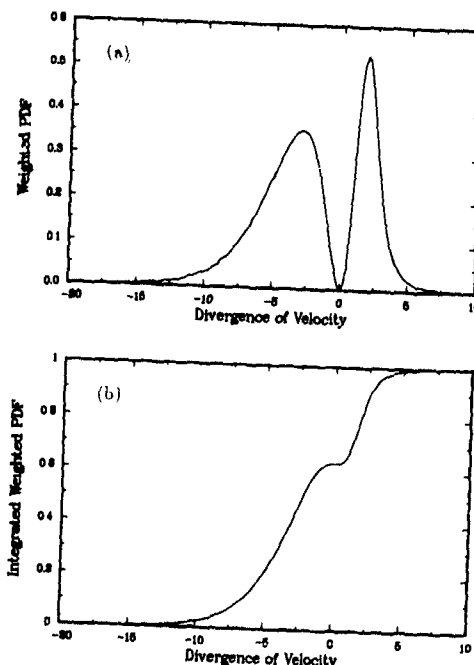 0.6
(a)
0.5
0.4
0.3
0.2
0.1
0.0
Weighted PDF
-20 -15 -10 -5 0 5 10
Divergence of Velocity
1
(b)
0.8
0.6
0.4
0.2
0
Integrated Weighted PDF
-20 -15 -10 -5 0 5 10
Divergence of Velocity